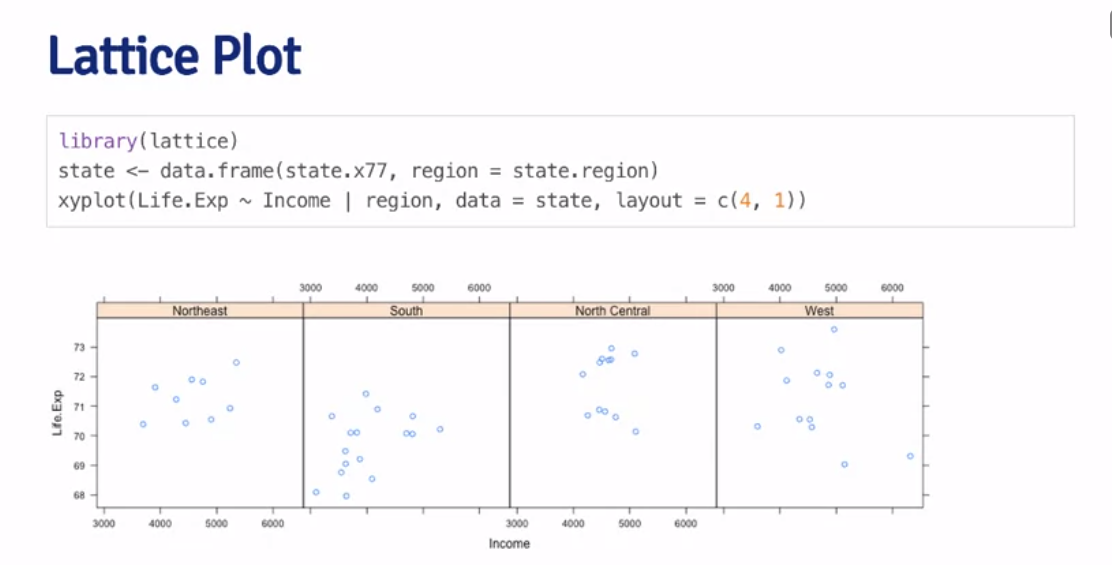 Lattice Plot
library(lattice)
state <- data.frame(state.x77, region = state.region)
xyplot(Life.Exp ~ Income | region, data = state, layout = c(4, 1))
3000 4000 5000 6000 3000 4000 5000 6000
Northeast South North Central West
73
72
71
70
69
68
Life.Exp
3000 4000 5000 6000 3000 4000 5000 6000
Income